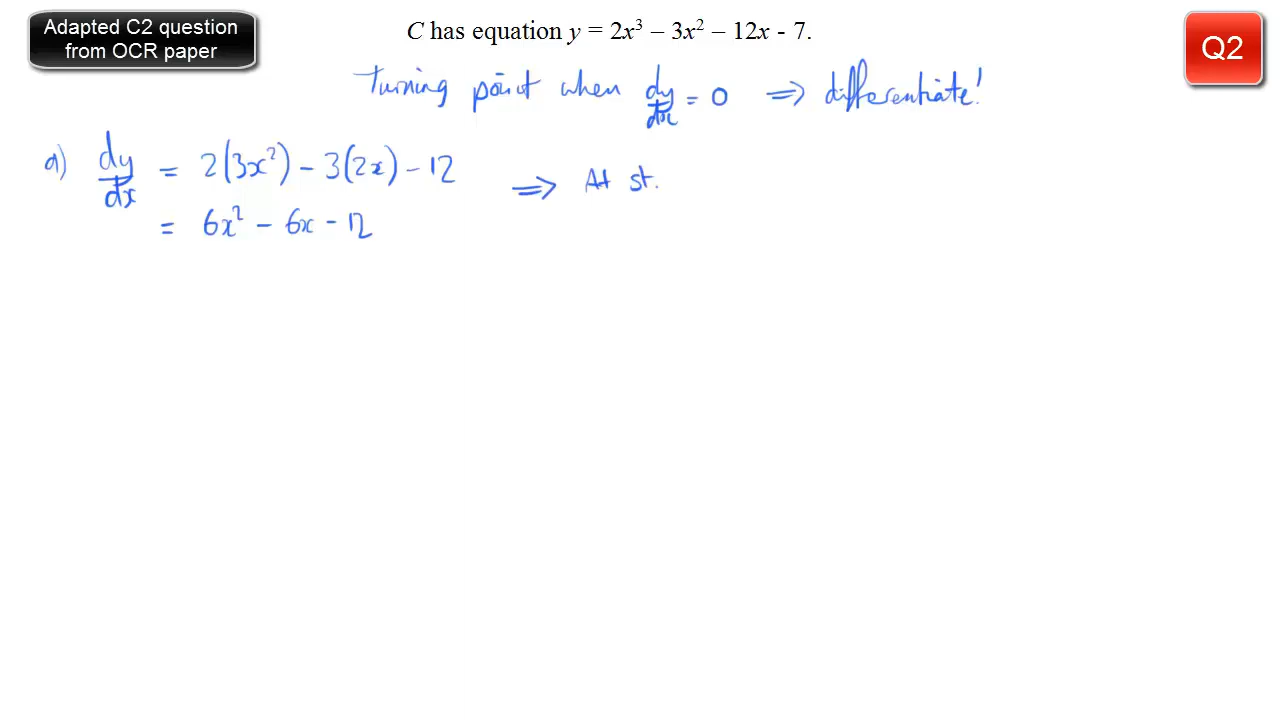 Adapted C2 question
from OCR paper
C has equation y = 2x³ – 3x² – 12x - 7.
Q2
Turning point when dy/dx = 0 ⇒ differentiate!
a) dy/dx = 2(3x²) - 3(2x) - 12 ⇒ At st.
= 6x² - 6x - 12